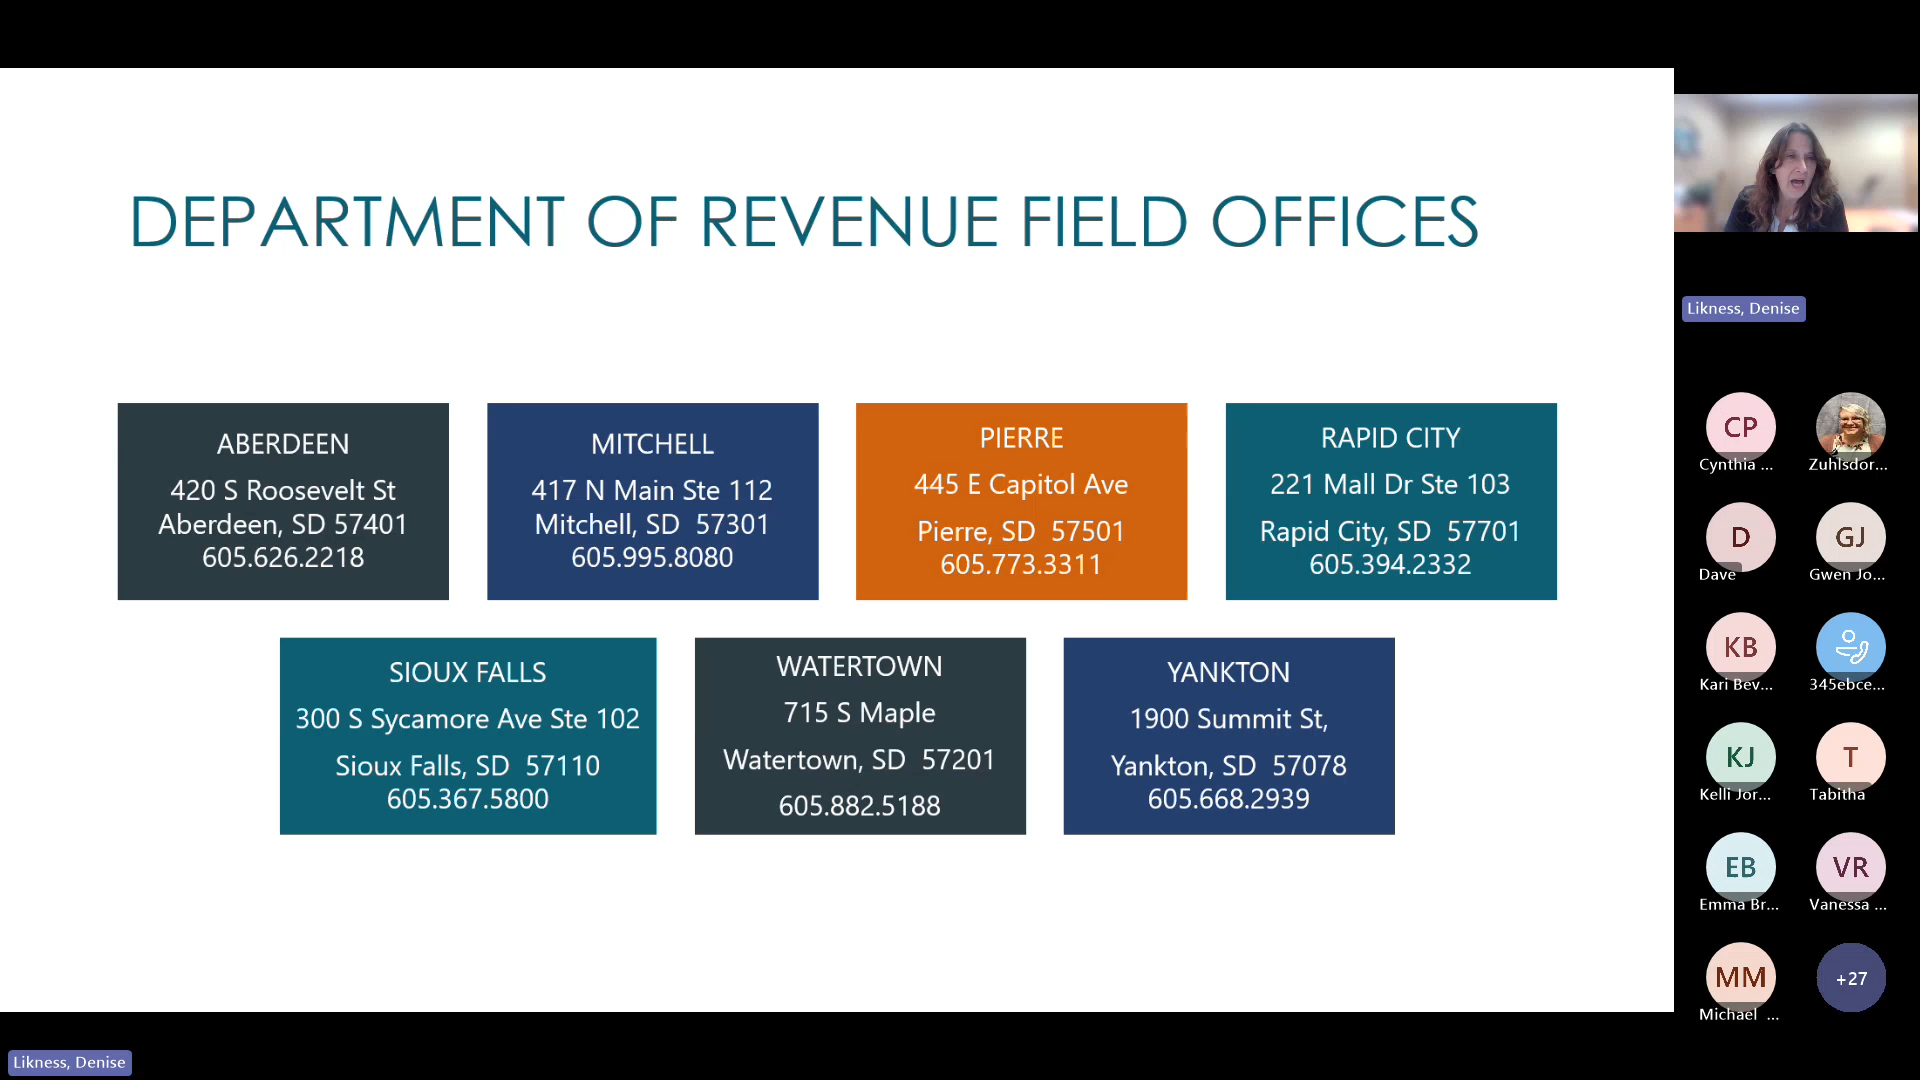 DEPARTMENT OF REVENUE FIELD OFFICES
ABERDEEN
420 S Roosevelt St
Aberdeen, SD 57401
605.626.2218
MITCHELL
417 N Main Ste 112
Mitchell, SD  57301
605.995.8080
PIERRE
445 E Capitol Ave
Pierre, SD  57501
605.773.3311
RAPID CITY
221 Mall Dr Ste 103
Rapid City, SD  57701
605.394.2332
SIOUX FALLS
300 S Sycamore Ave Ste 102
Sioux Falls, SD  57110
605.367.5800
WATERTOWN
715 S Maple
Watertown, SD  57201
605.882.5188
YANKTON
1900 Summit St,
Yankton, SD  57078
605.668.2939
Likness, Denise
CP
Cynthia ...
Zuhlsdor...
D
Dave
GJ
Gwen Jo...
KB
Kari Bev...
345ebce...
KJ
Kelli Jor...
T
Tabitha
EB
Emma Br...
VR
Vanessa ...
MM
Michael ...
+27
Likness, Denise